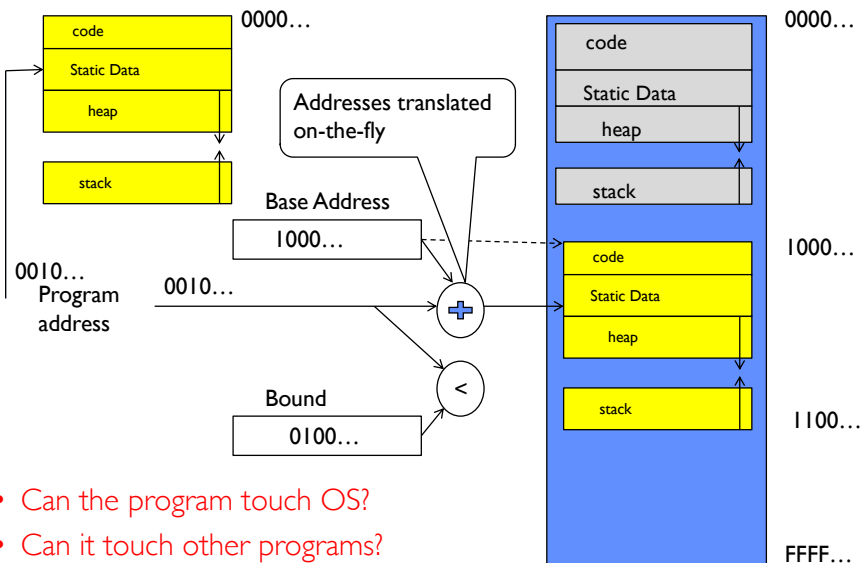 code
Static Data
heap
stack
0000…
Addresses translated
on-the-fly
Base Address
1000…
0010…
Program
address
0010…
+
<
Bound
0100…
code
Static Data
heap
stack
code
Static Data
heap
stack
0000…
1000…
1100…
FFFF…
• Can the program touch OS?
• Can it touch other programs?